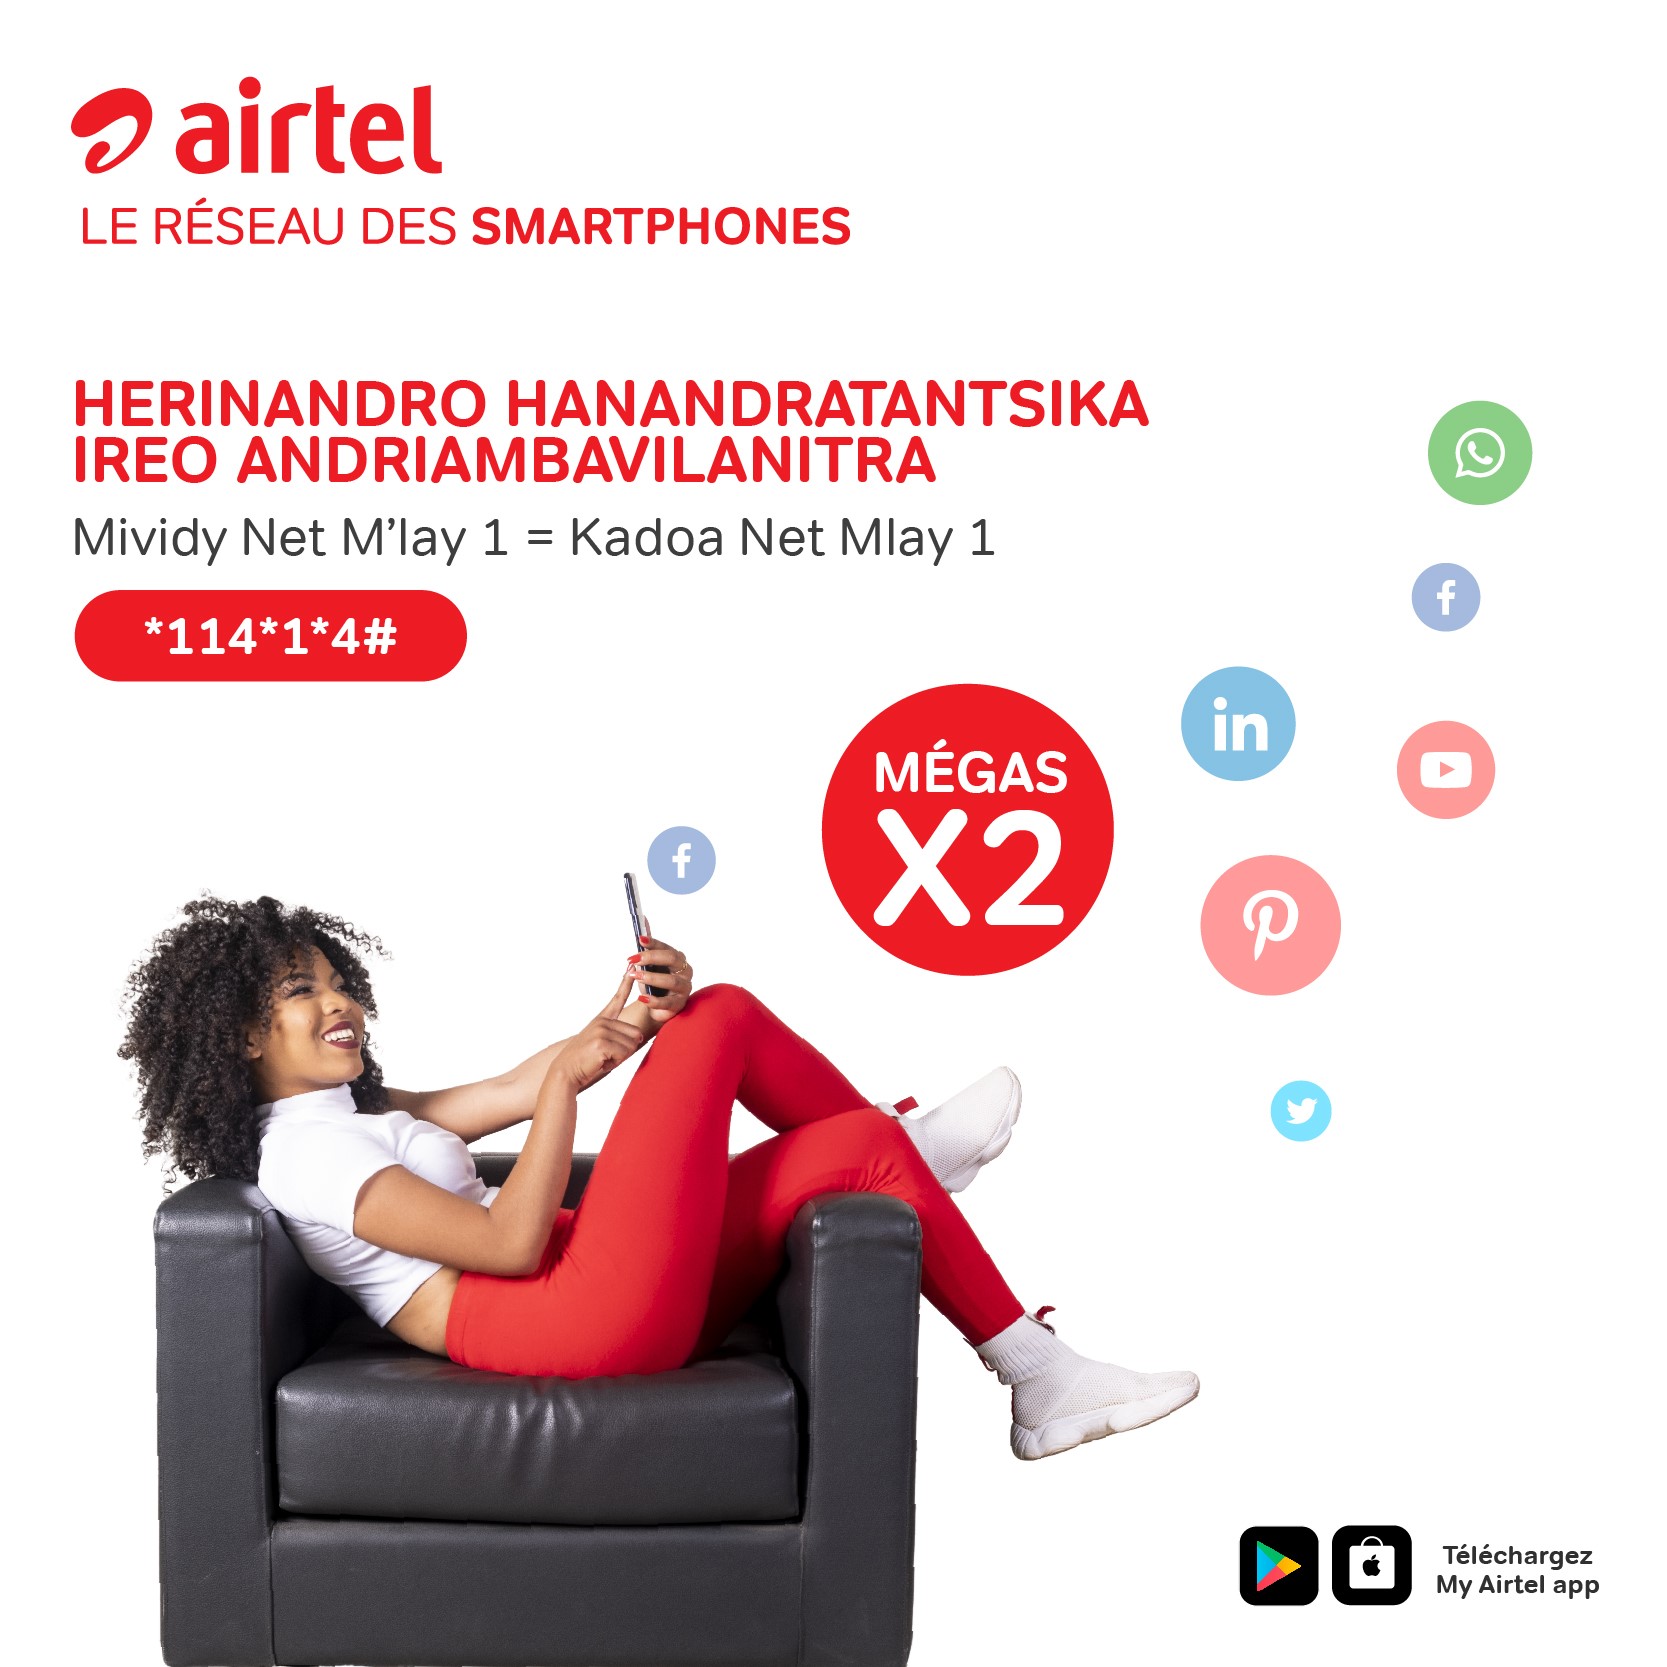 airtel
LE RÉSEAU DES SMARTPHONES
HERINANDRO HANANDRATANTSIKA
IREO ANDRIAMBAVILANITRA
Mividy Net M’lay 1 = Kadoa Net Mlay 1
*114*1*4#
MÉGAS
X2
in
Téléchargez
My Airtel app